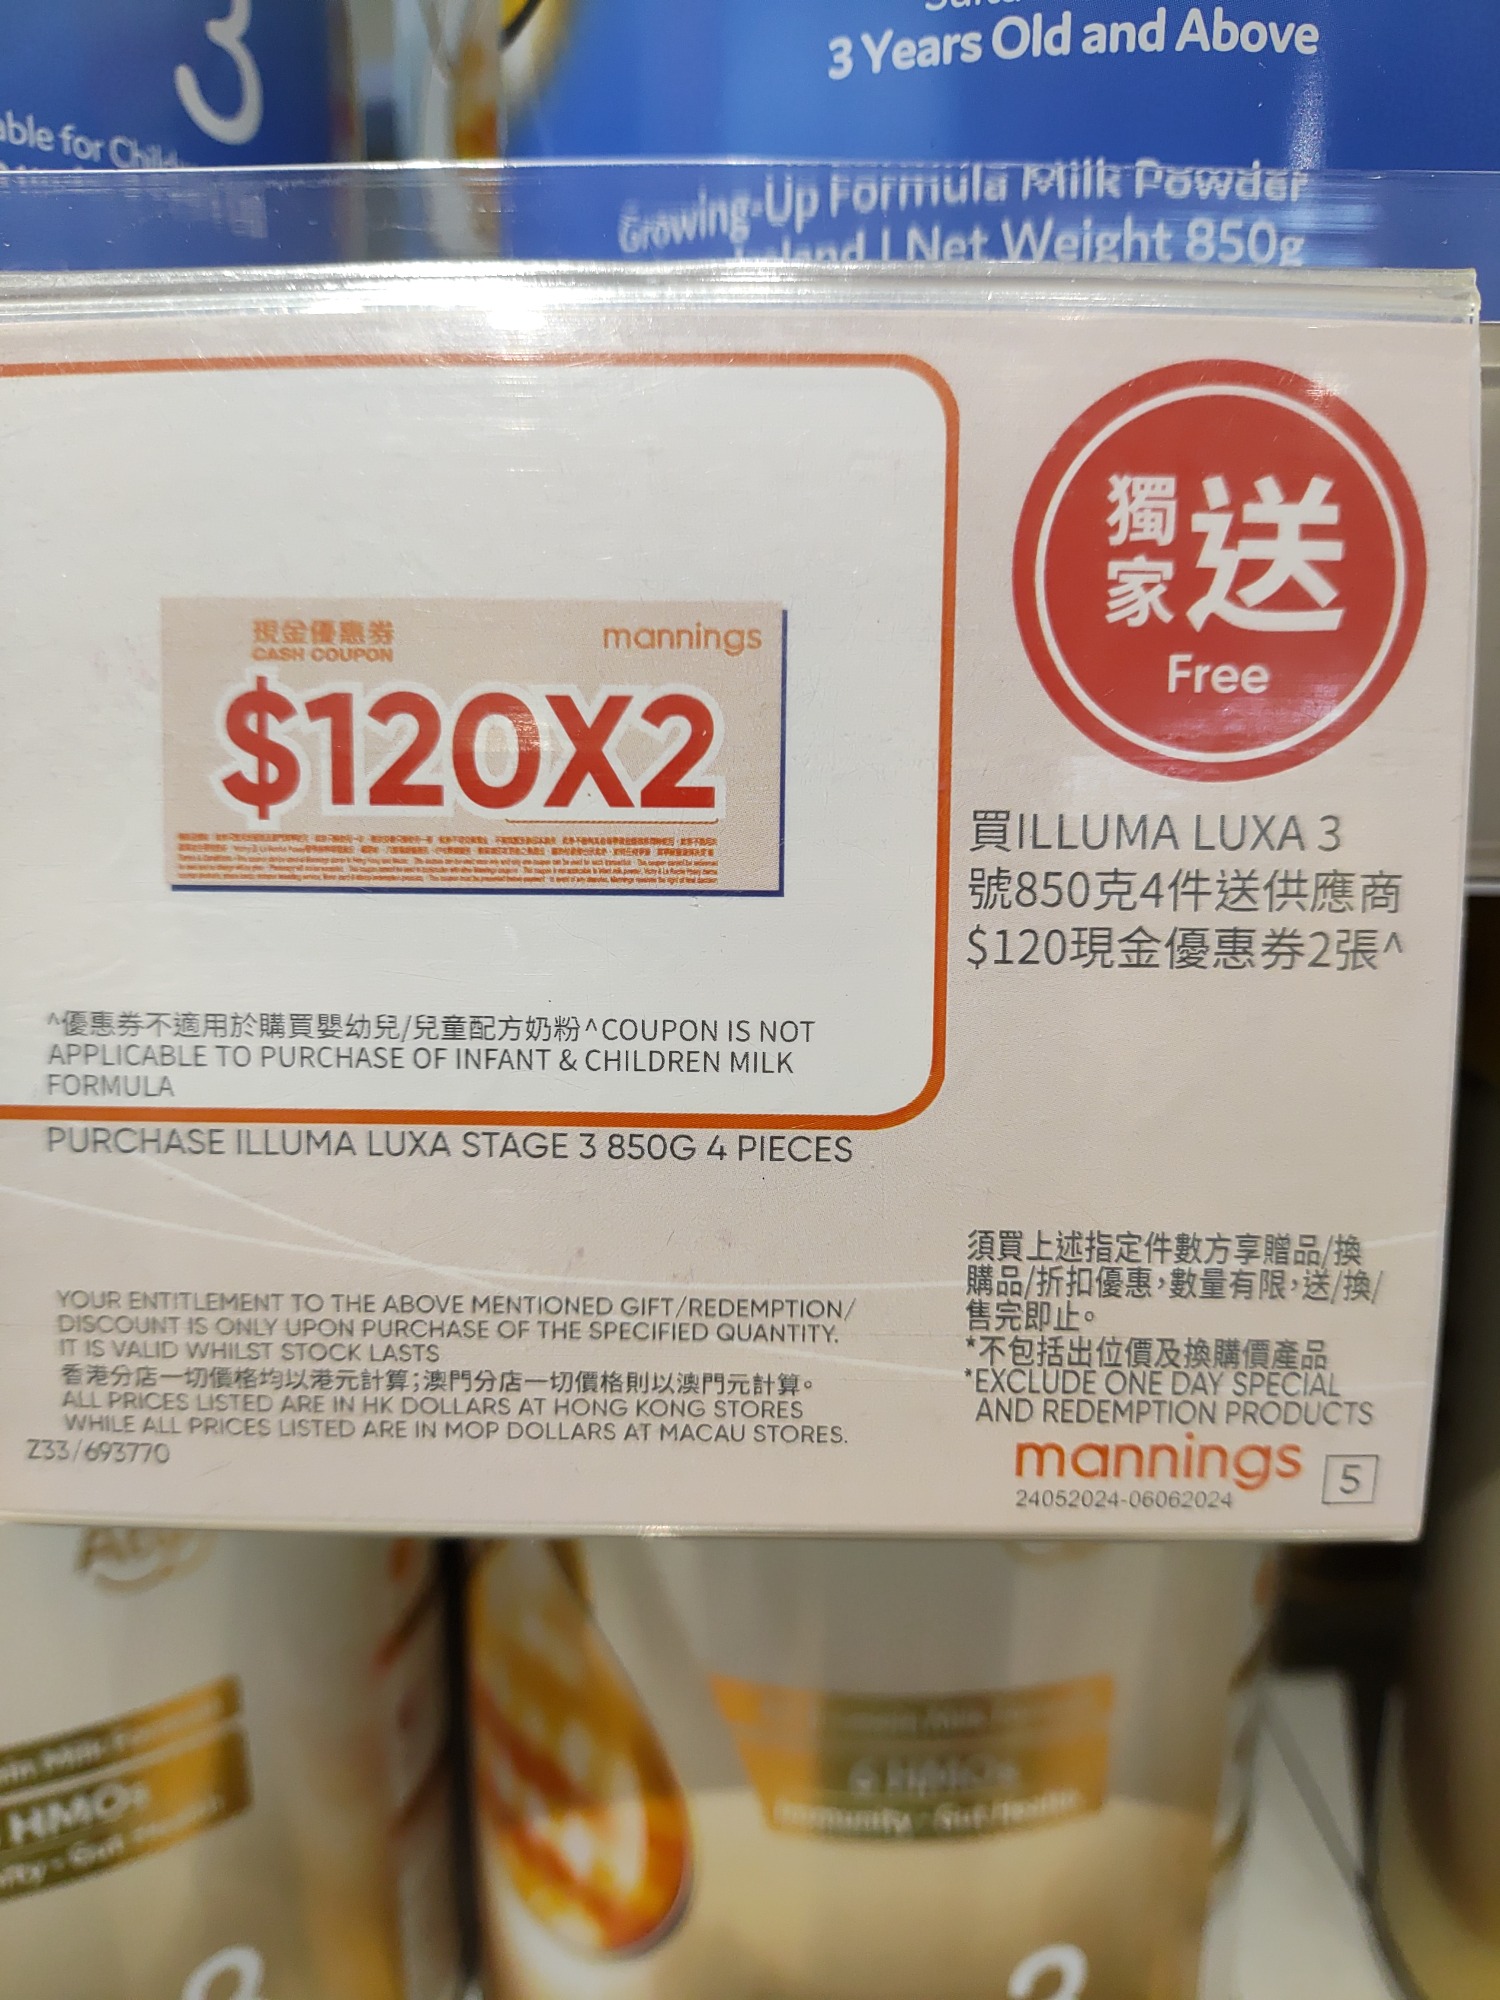 3
3 Years Old and Above
able for Child
Growing-Up Formula Milk Powder
Net Weight 850g
獨家 送
Free
現金優惠券
CASH COUPON
mannings
$120X2
買ILLUMA LUXA 3
號850克4件送供應商
$120現金優惠券2張^
^優惠券不適用於購買嬰幼兒/兒童配方奶粉^COUPON IS NOT
APPLICABLE TO PURCHASE OF INFANT & CHILDREN MILK
FORMULA
PURCHASE ILLUMA LUXA STAGE 3 850G 4 PIECES
YOUR ENTITLEMENT TO THE ABOVE MENTIONED GIFT/REDEMPTION/
DISCOUNT IS ONLY UPON PURCHASE OF THE SPECIFIED QUANTITY.
IT IS VALID WHILST STOCK LASTS
香港分店一切價格均以港元計算;澳門分店一切價格則以澳門元計算。
ALL PRICES LISTED ARE IN HK DOLLARS AT HONG KONG STORES
WHILE ALL PRICES LISTED ARE IN MOP DOLLARS AT MACAU STORES.
Z33/693770
須買上述指定件數方享贈品/換
購品/折扣優惠,數量有限,送/換/
售完即止。
*不包括出位價及換購價產品
*EXCLUDE ONE DAY SPECIAL
AND REDEMPTION PRODUCTS
mannings 5
24052024-06062024
HMOs
6 HMOs
Immunity